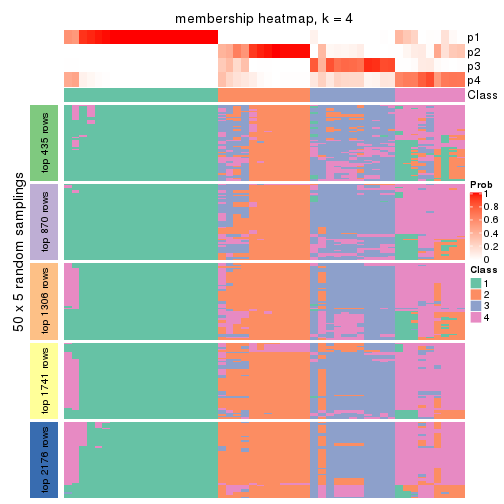 membership heatmap, k = 4
p1
p2
p3
p4
Class
50 x 5 random samplings
top 435 rows
top 870 rows
top 1306 rows
top 1741 rows
top 2176 rows
Prob
1
0.8
0.6
0.4
0.2
0
Class
1
2
3
4